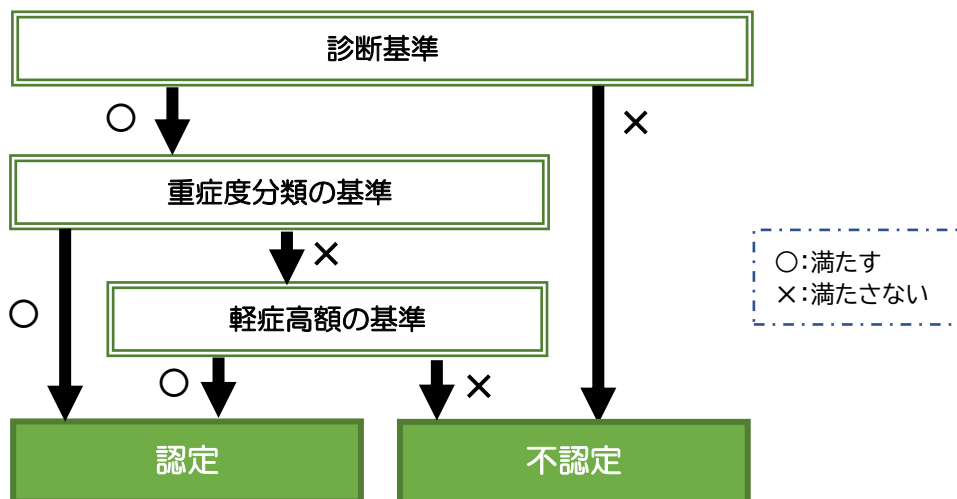 診断基準
○
×
重症度分類の基準
×
○:満たす
×:満たさない
○
軽症高額の基準
○
×
認定
不認定